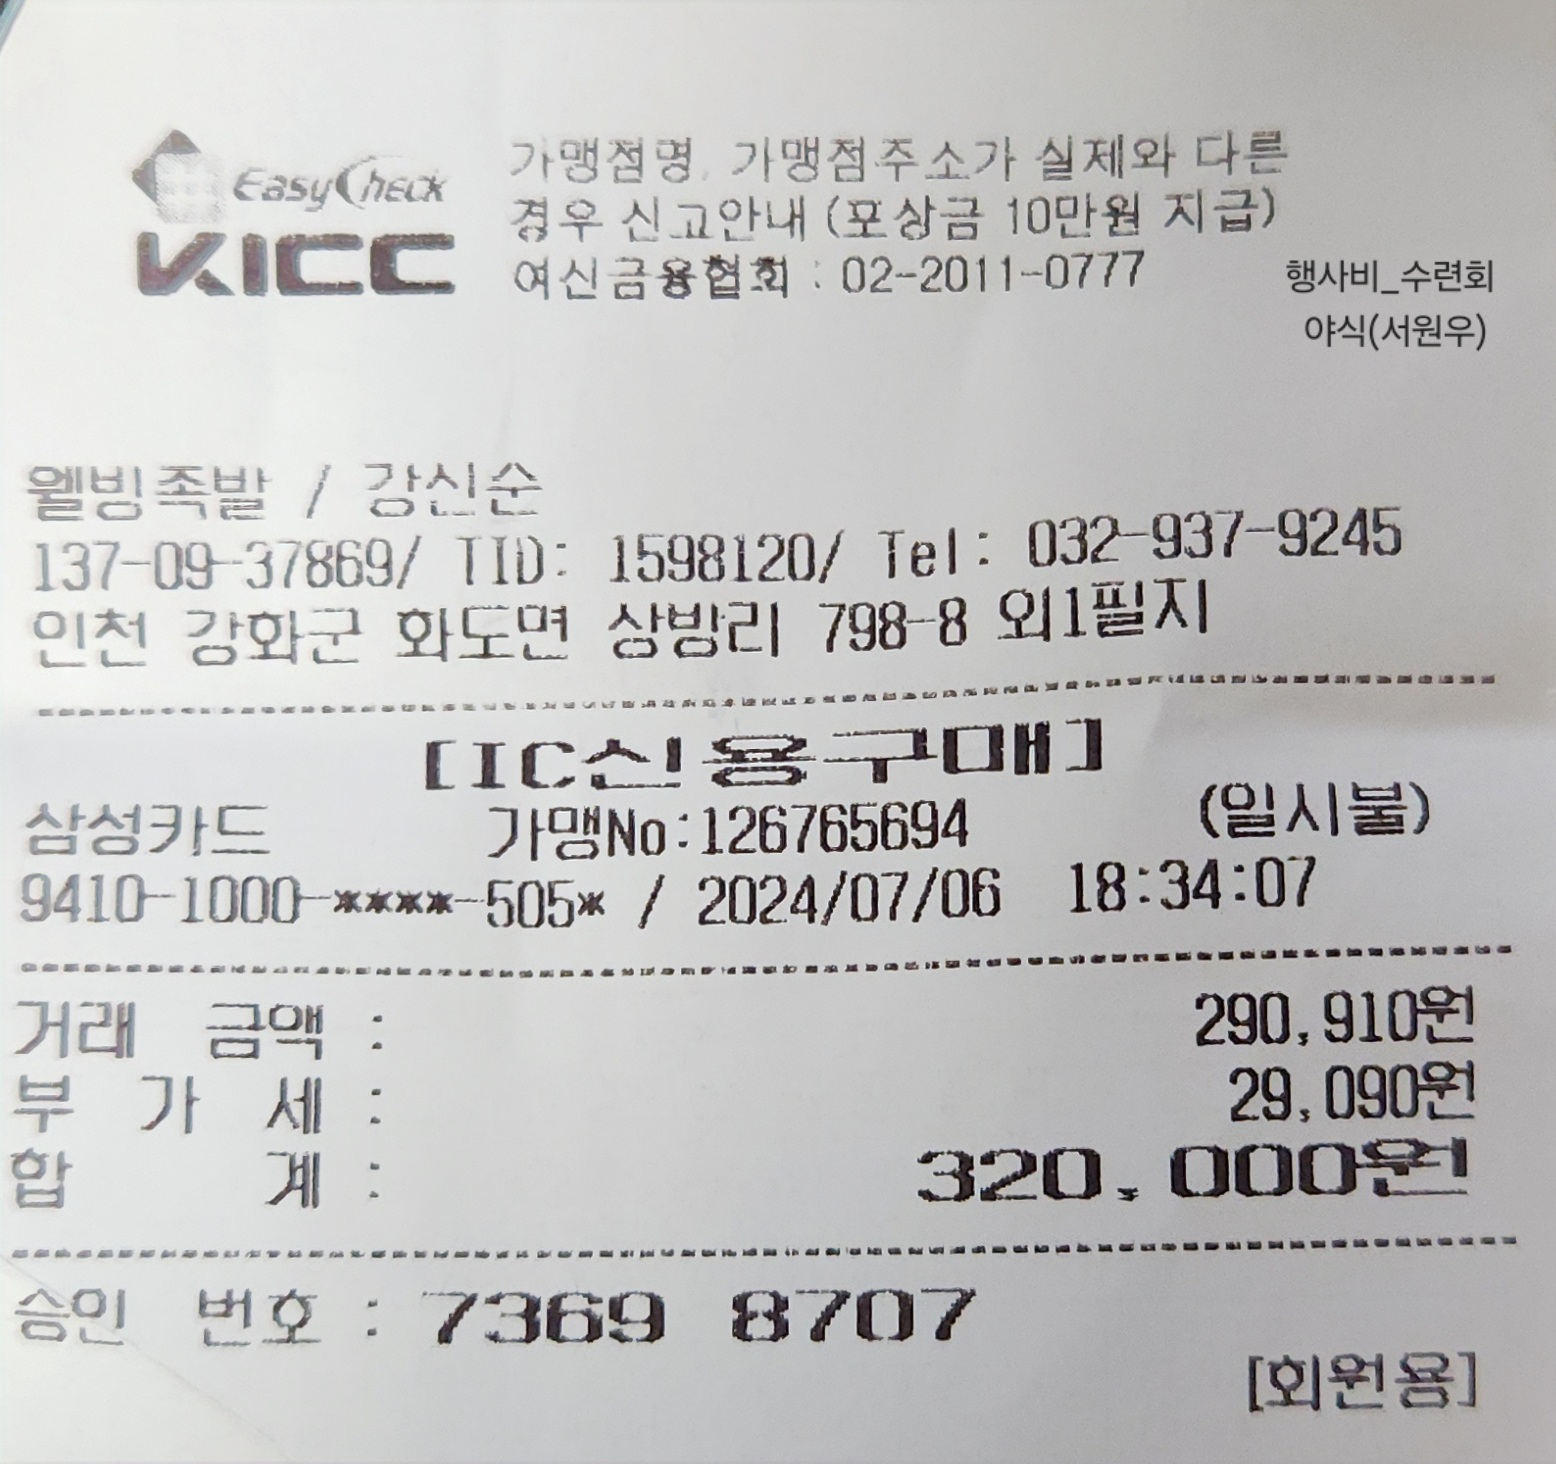 EasyCheck
KICC
가맹점명, 가맹점주소가 실제와 다른
경우 신고안내 (포상금 10만원 지급)
여신금융협회 : 02-2011-0777
행사비_수련회
야식(서원우)
웰빙족발 / 강신순
137-09-37869/ TID: 1598120/ Tel: 032-937-9245
인천 강화군 화도면 상방리 798-8 외1필지
[IC신용구매]
삼성카드 가맹No:126765694 (일시불)
9410-1000-****-505* / 2024/07/06 18:34:07
거래 금액 : 290,910원
부 가 세 : 29,090원
합 계 : 320,000원
승인 번호 : 7369 8707
[회원용]